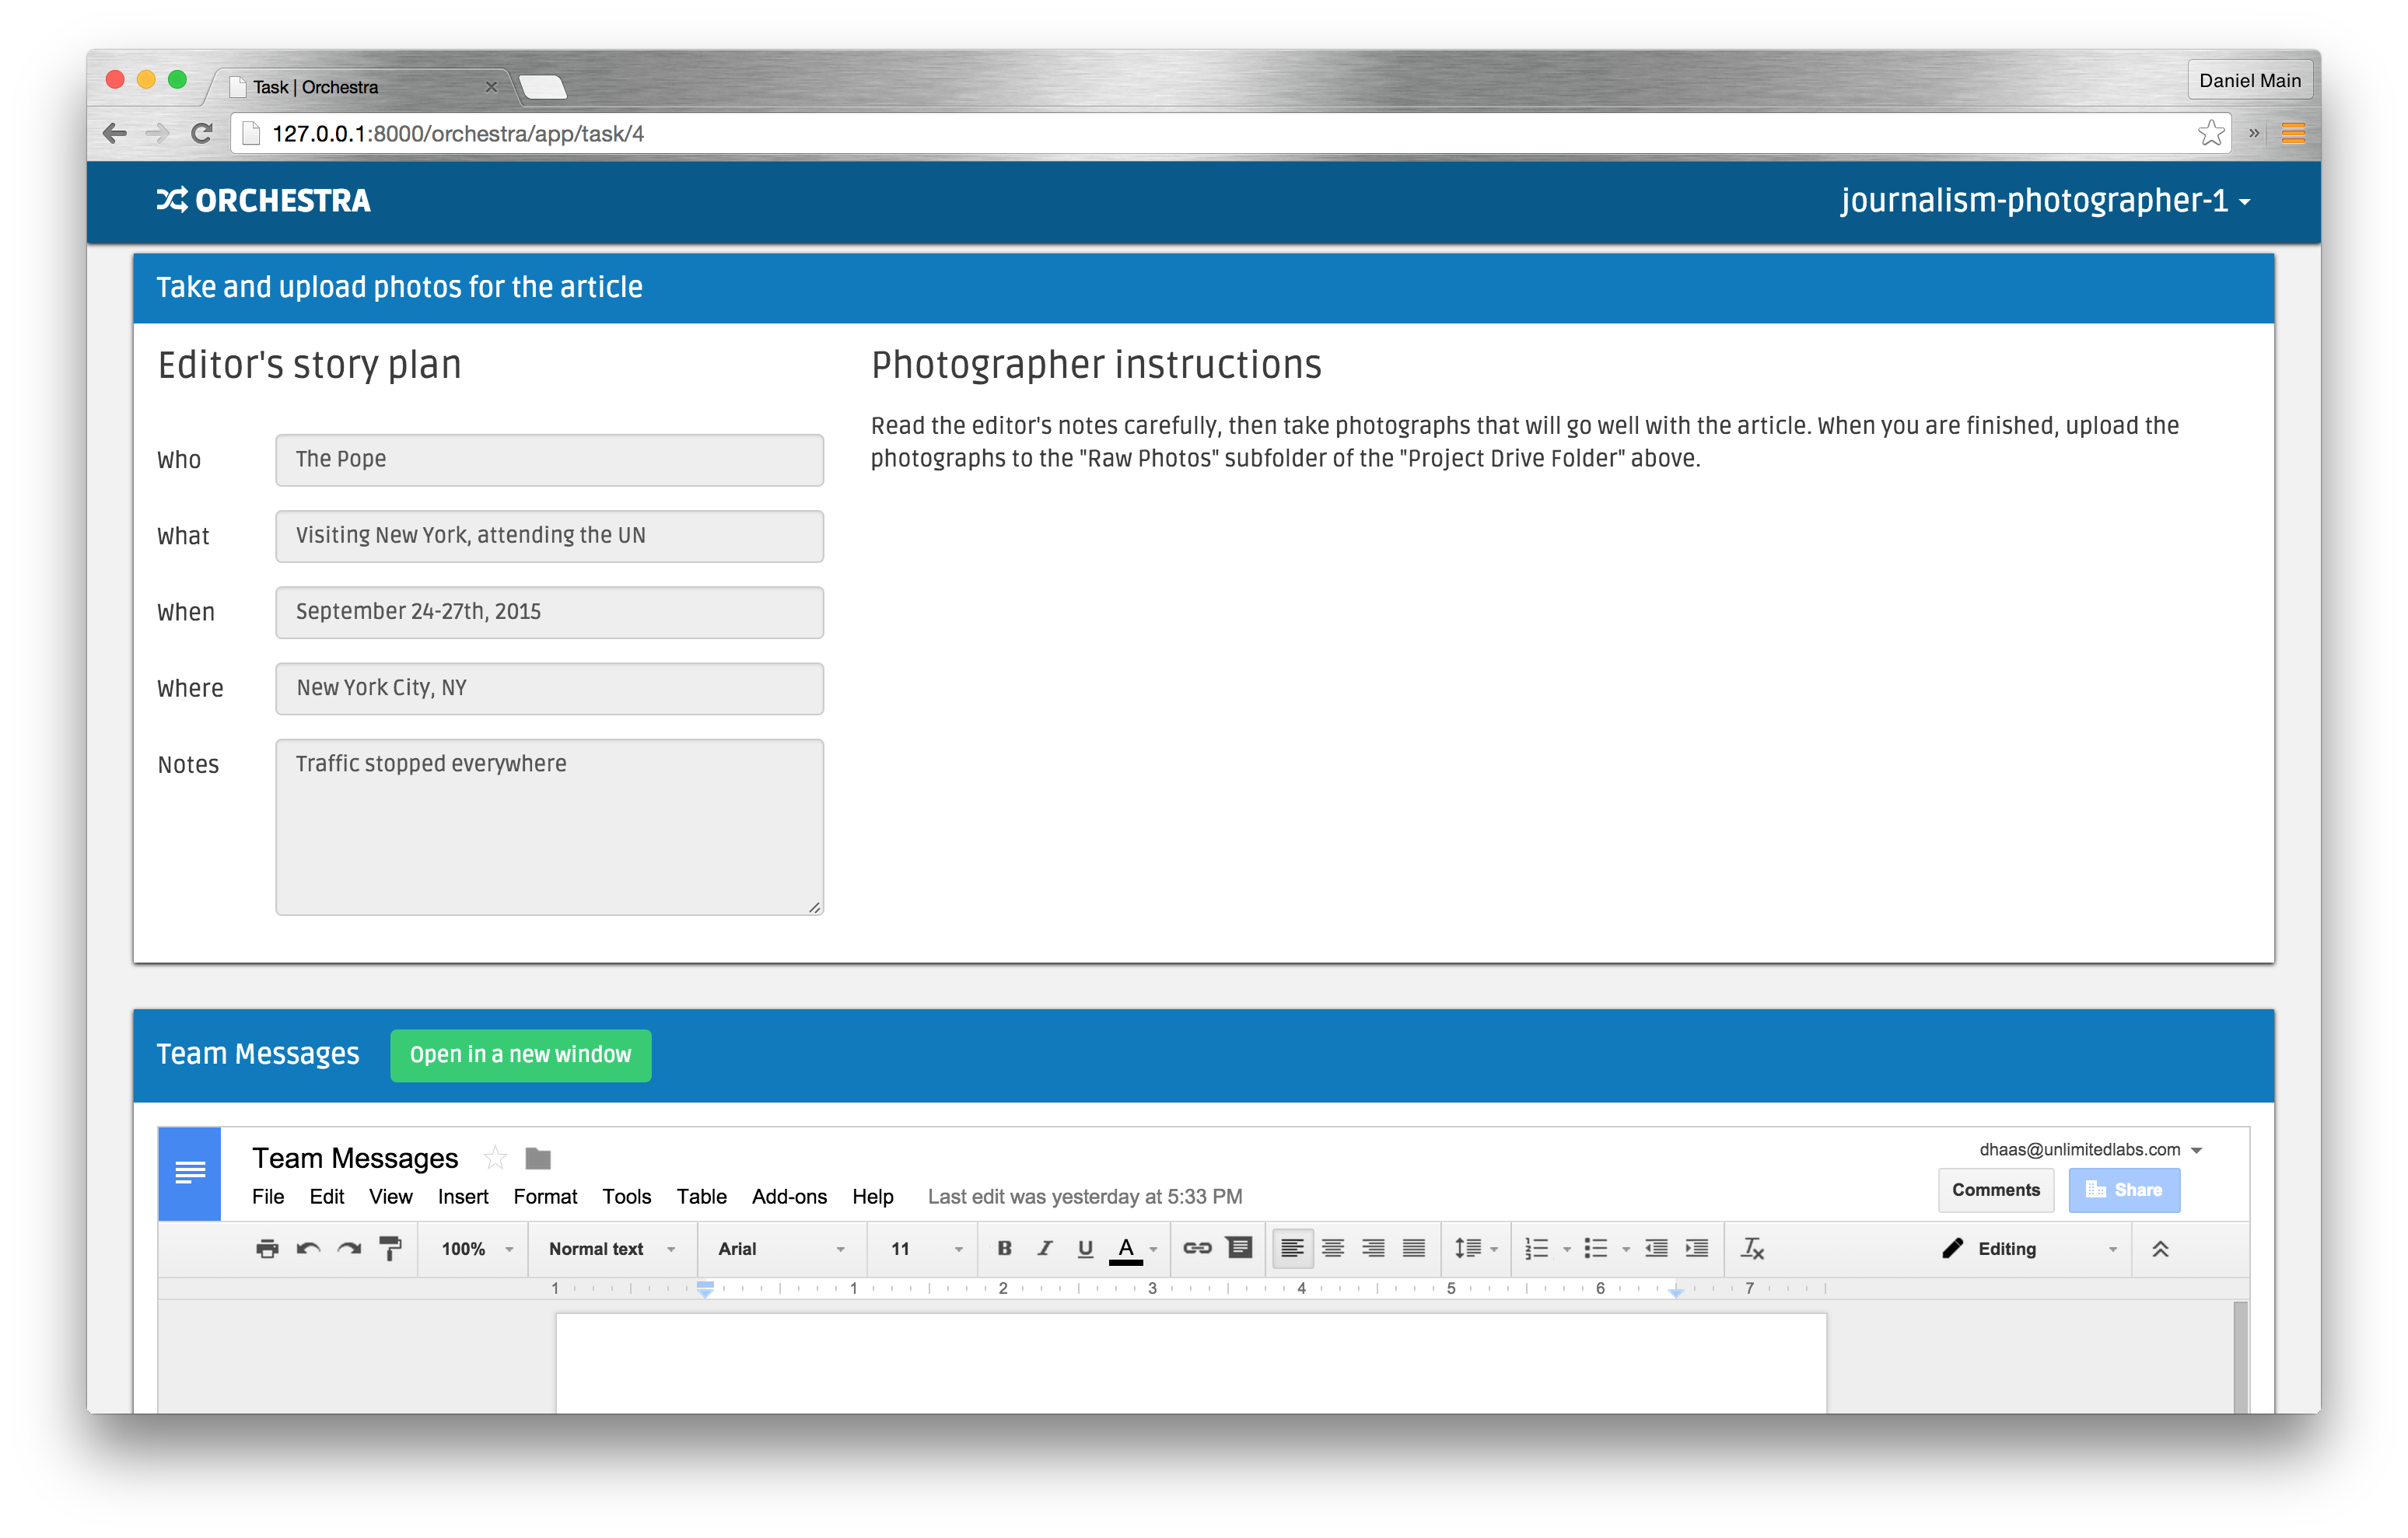 Task | Orchestra
Daniel Main
127.0.0.1:8000/orchestra/app/task/4
ORCHESTRA
journalism-photographer-1
Take and upload photos for the article
Editor's story plan
Who
The Pope
What
Visiting New York, attending the UN
When
September 24-27th, 2015
Where
New York City, NY
Notes
Traffic stopped everywhere
Photographer instructions
Read the editor's notes carefully, then take photographs that will go well with the article. When you are finished, upload the
photographs to the "Raw Photos" subfolder of the "Project Drive Folder" above.
Team Messages
Open in a new window
Team Messages
dhaas@unlimitedlabs.com
File Edit View Insert Format Tools Table Add-ons Help Last edit was yesterday at 5:33 PM
Comments
Share
100% Normal text Arial 11 B I U A Editing
1 1 2 3 4 5 6 7